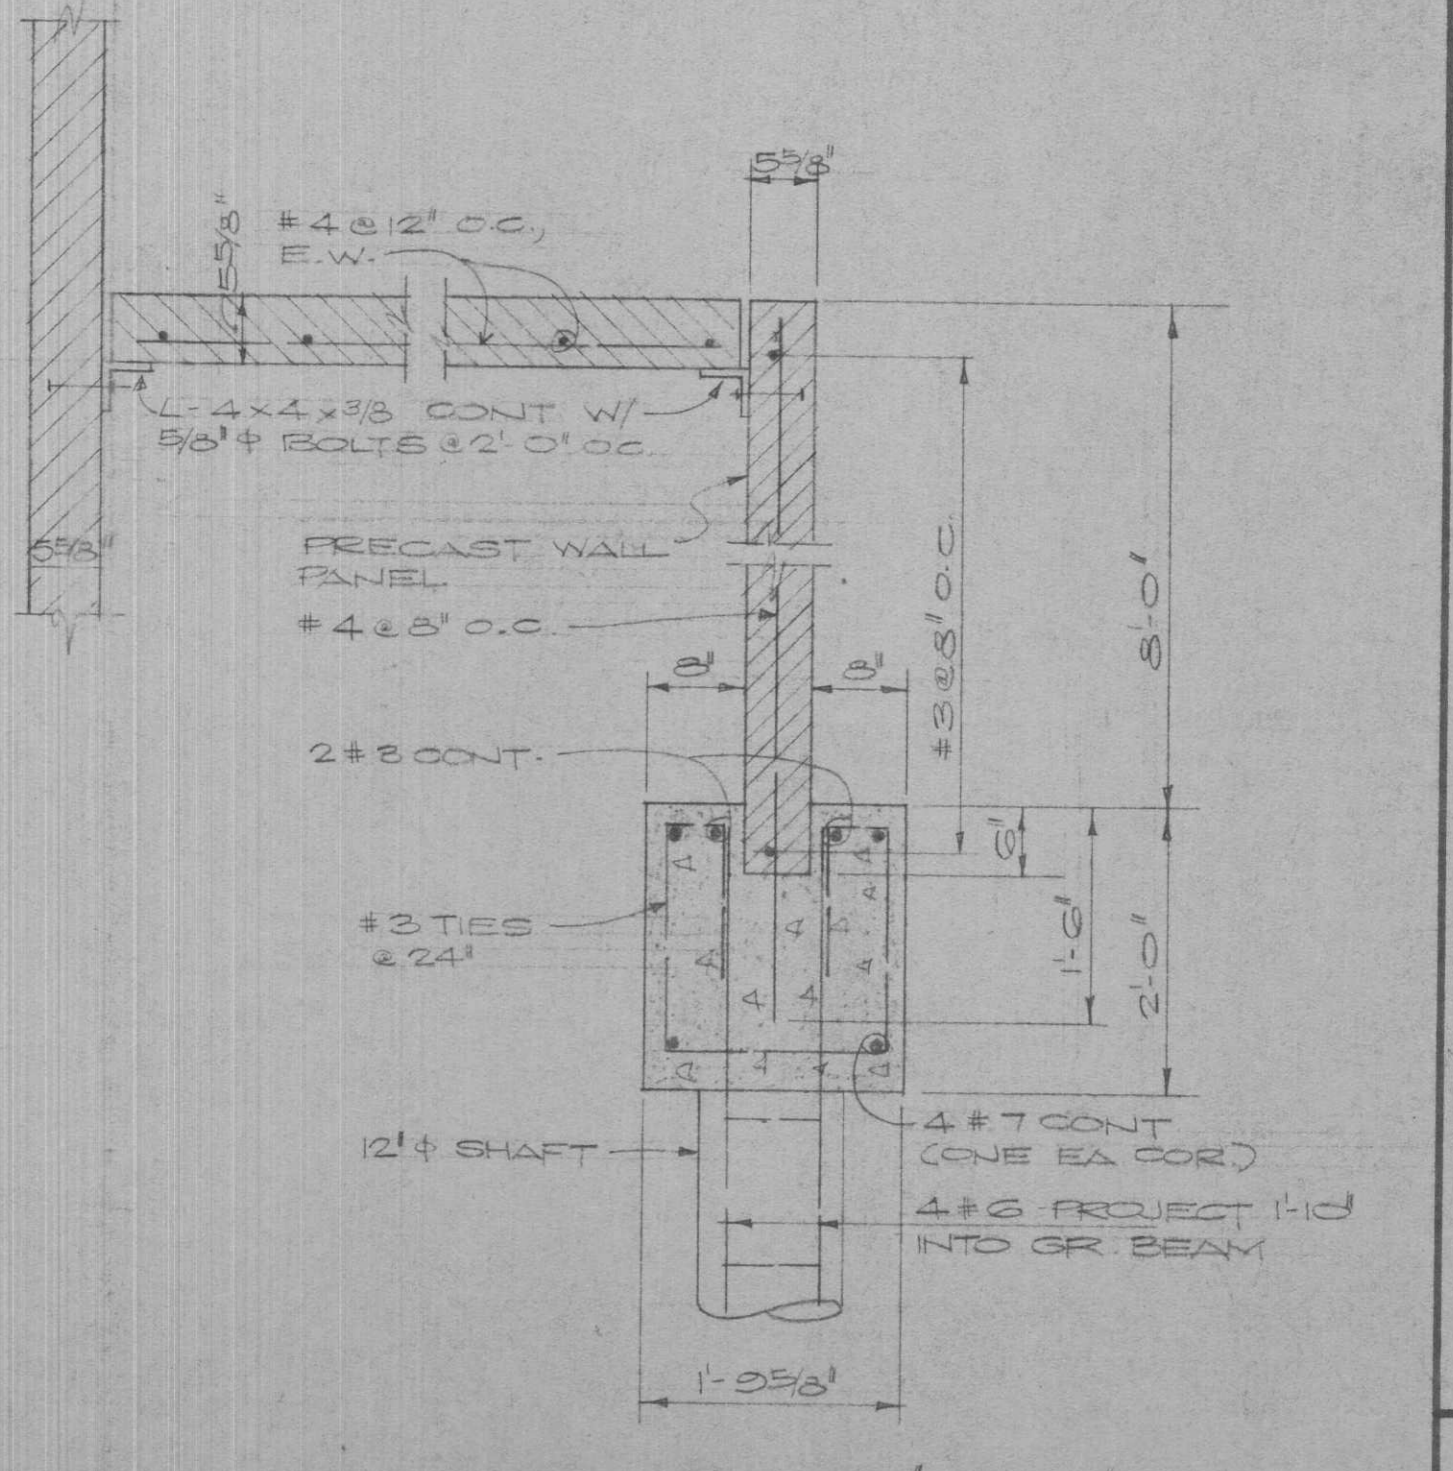 5 5/8"
5 5/8"
#4 @ 12" O.C.,
E.W.
L-4x4x3/8 CONT W/
5/8"ϕ BOLTS @ 2'-0" O.C.
5 5/8"
PRECAST WALL
PANEL
#4 @ 8" O.C.
#3 @ 8" O.C.
8'-0"
8"
8"
2 #3 CONT.
6"
1'-6"
2'-0"
#3 TIES
@ 24"
12"ϕ SHAFT
4 #7 CONT
(ONE EA COR.)
4 #6 PROJECT 1'-10"
INTO GR. BEAM
1'-9 5/8"